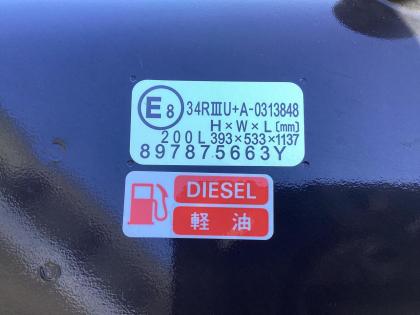 E8 34RⅢU+A-0313848
H×W×L〔mm〕
200L 393×533×1137
897875663Y
DIESEL
軽油